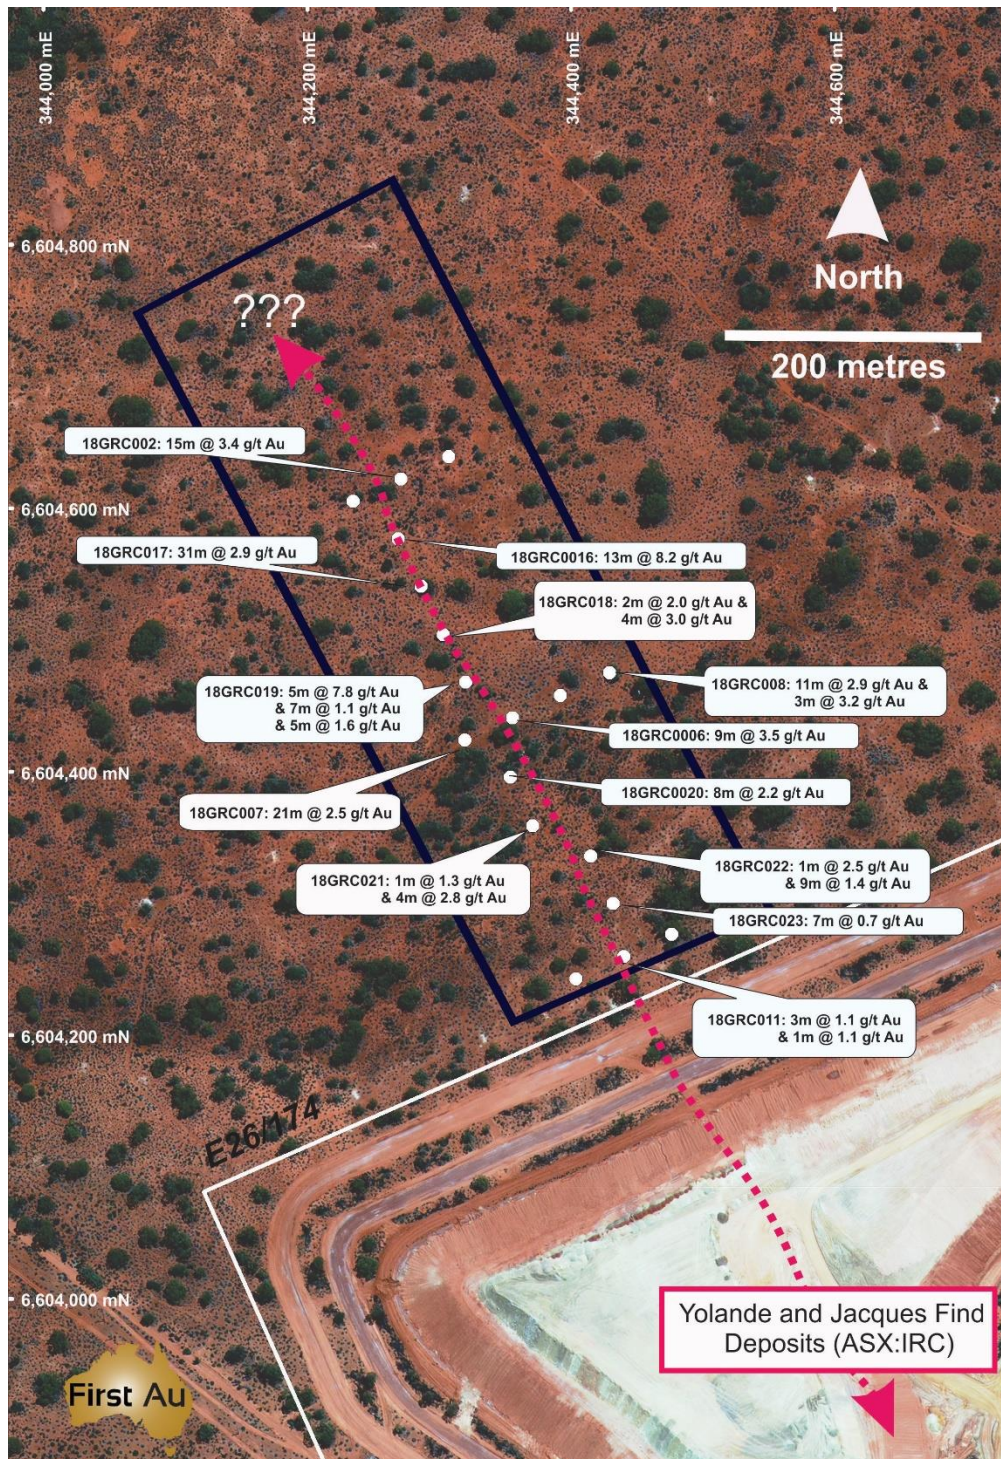 344,000 mE
344,200 mE
344,400 mE
344,600 mE
6,604,800 mN
North
???
200 metres
18GRC002: 15m @ 3.4 g/t Au
6,604,600 mN
18GRC017: 31m @ 2.9 g/t Au
18GRC0016: 13m @ 8.2 g/t Au
18GRC018: 2m @ 2.0 g/t Au &
4m @ 3.0 g/t Au
18GRC019: 5m @ 7.8 g/t Au
& 7m @ 1.1 g/t Au
& 5m @ 1.6 g/t Au
18GRC008: 11m @ 2.9 g/t Au &
3m @ 3.2 g/t Au
18GRC0006: 9m @ 3.5 g/t Au
6,604,400 mN
18GRC0020: 8m @ 2.2 g/t Au
18GRC007: 21m @ 2.5 g/t Au
18GRC021: 1m @ 1.3 g/t Au
& 4m @ 2.8 g/t Au
18GRC022: 1m @ 2.5 g/t Au
& 9m @ 1.4 g/t Au
18GRC023: 7m @ 0.7 g/t Au
18GRC011: 3m @ 1.1 g/t Au
& 1m @ 1.1 g/t Au
6,604,200 mN
E26/174
6,604,000 mN
Yolande and Jacques Find
Deposits (ASX:IRC)
First Au